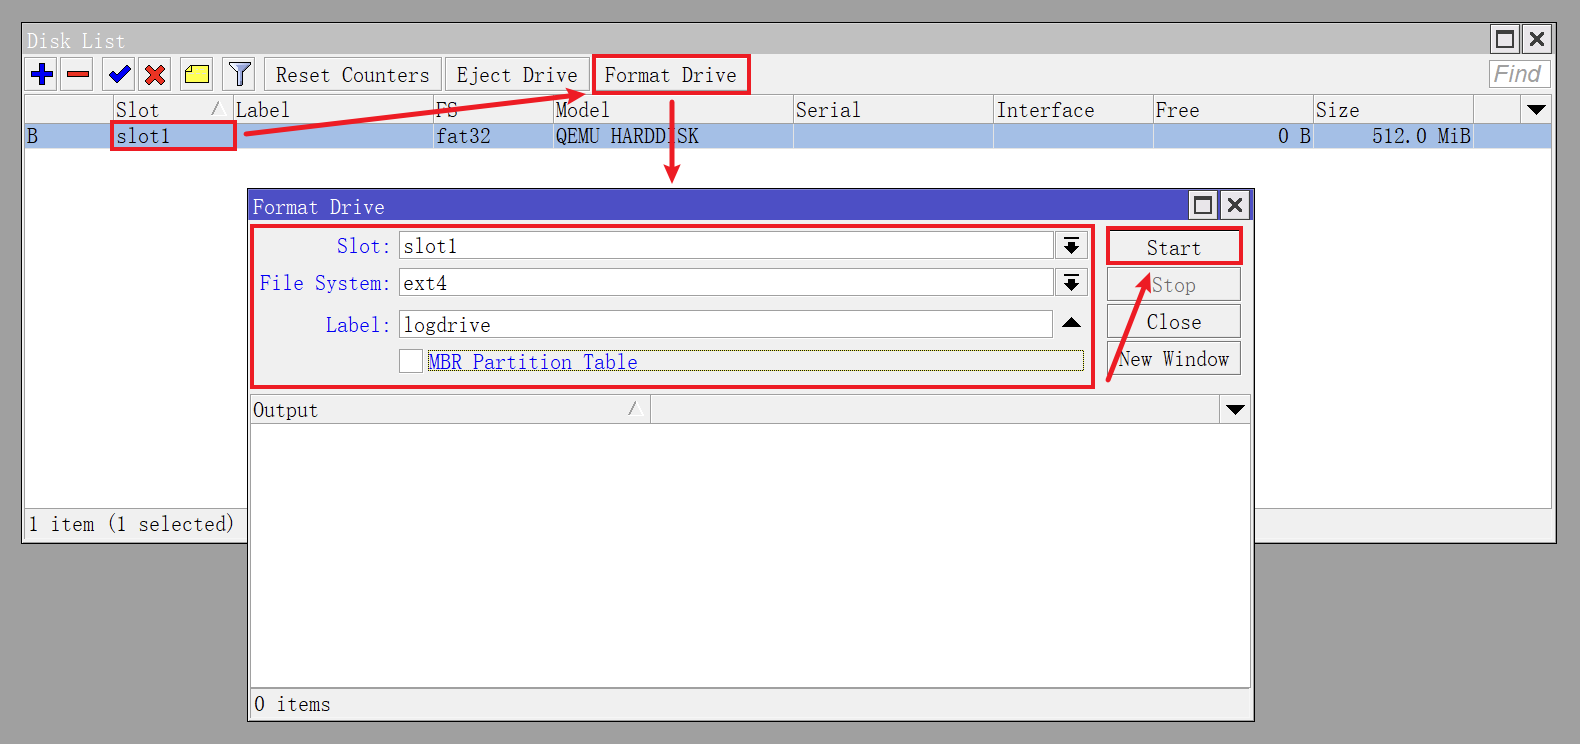 Disk List
Reset Counters Eject Drive Format Drive Find
Slot Label FS Model Serial Interface Free Size
B slot1 fat32 QEMU HARDDISK 0 B 512.0 MiB
Format Drive
Slot: slot1 Start
File System: ext4 Stop
Label: logdrive Close
MBR Partition Table New Window
Output
1 item (1 selected)
0 items